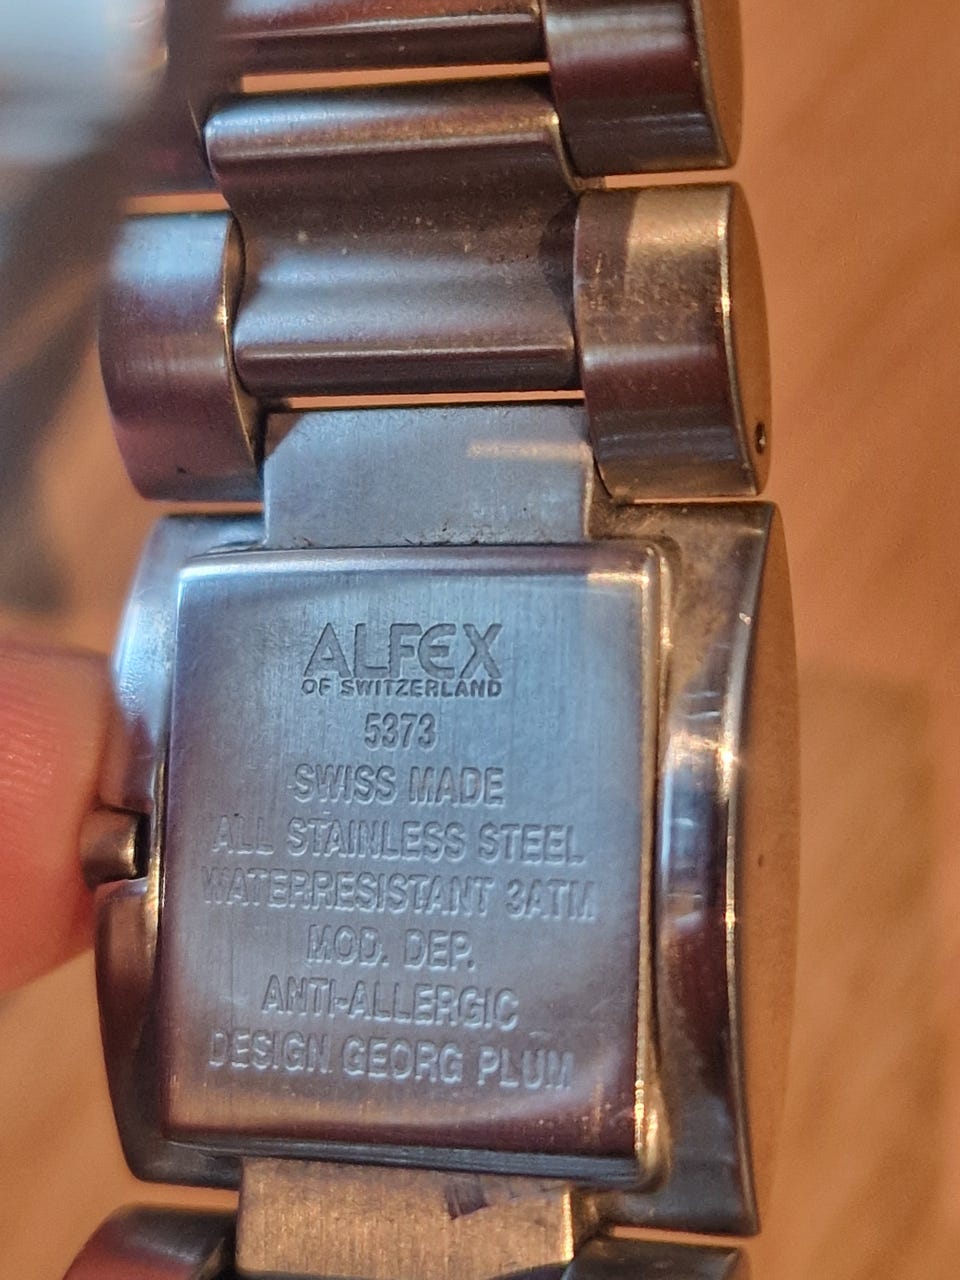 ALFEX
OF SWITZERLAND
5373
SWISS MADE
ALL STAINLESS STEEL
WATERRESISTANT 3ATM
MOD. DEP.
ANTI-ALLERGIC
DESIGN GEORG PLUM